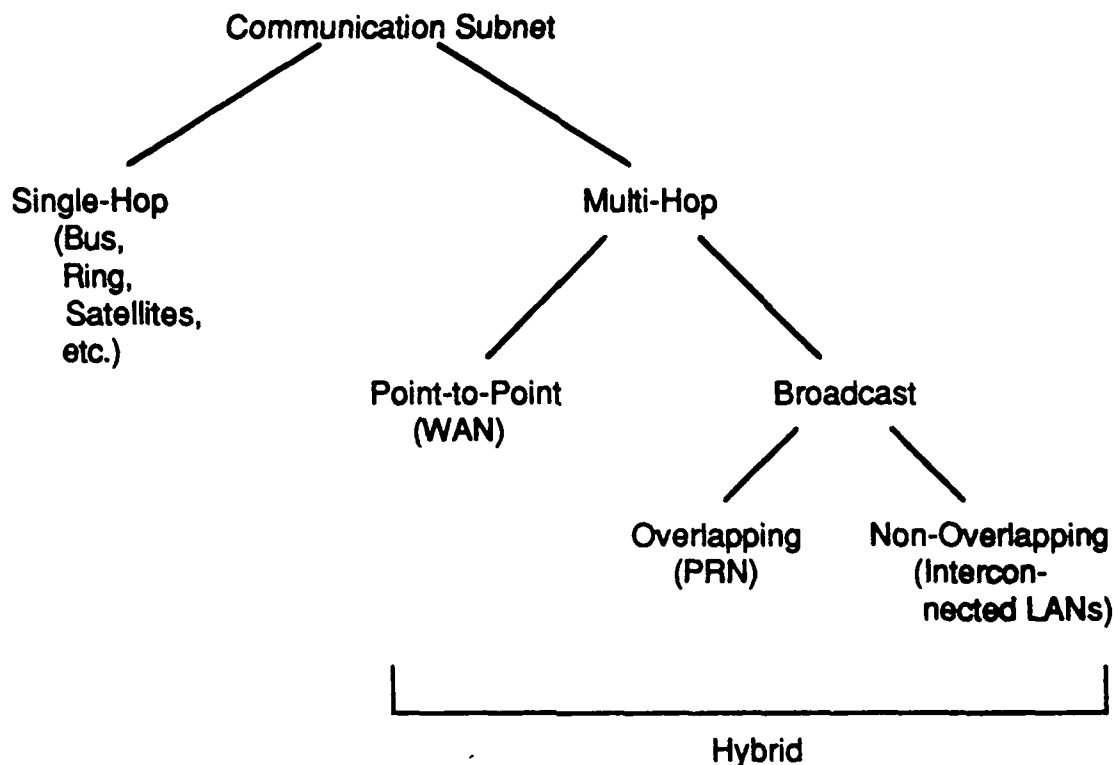 Communication Subnet
Single-Hop
(Bus,
Ring,
Satellites,
etc.)
Multi-Hop
Point-to-Point
(WAN)
Broadcast
Overlapping
(PRN)
Non-Overlapping
(Intercon-
nected LANs)
Hybrid